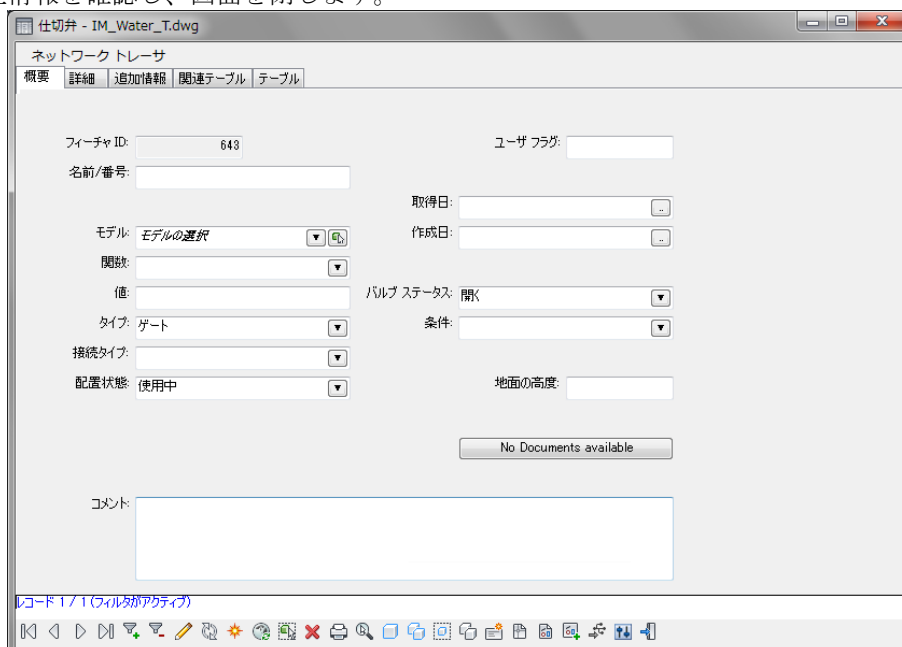 性情報を確認し、画面を閉じます。
仕切弁 - IM_Water_T.dwg
ネットワーク トレーサ
概要 詳細 追加情報 関連テーブル テーブル
フィーチャ ID: 643 ユーザ フラグ:
名前/番号:
取得日: ..
モデル: モデルの選択 作成日: ..
関数:
値: バルブ ステータス: 開く
タイプ: ゲート 条件:
接続タイプ:
配置状態: 使用中 地面の高度:
No Documents available
コメント:
レコード 1 / 1 (フィルタがアクティブ)